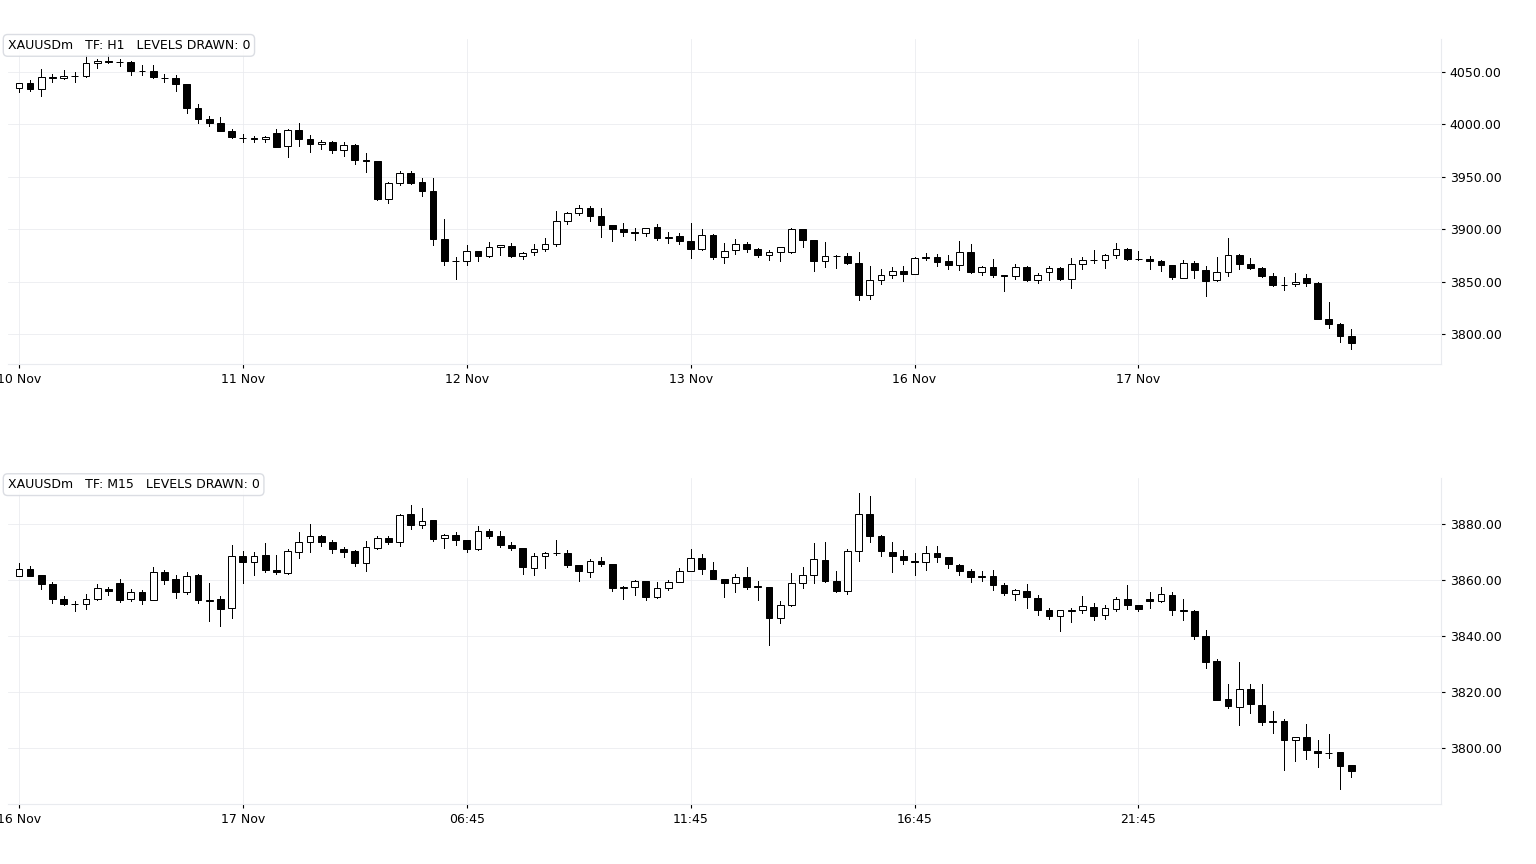 XAUUSDm TF: H1 LEVELS DRAWN: 0
4050.00
4000.00
3950.00
3900.00
3850.00
3800.00
10 Nov 11 Nov 12 Nov 13 Nov 16 Nov 17 Nov
XAUUSDm TF: M15 LEVELS DRAWN: 0
3880.00
3860.00
3840.00
3820.00
3800.00
16 Nov 17 Nov 06:45 11:45 16:45 21:45